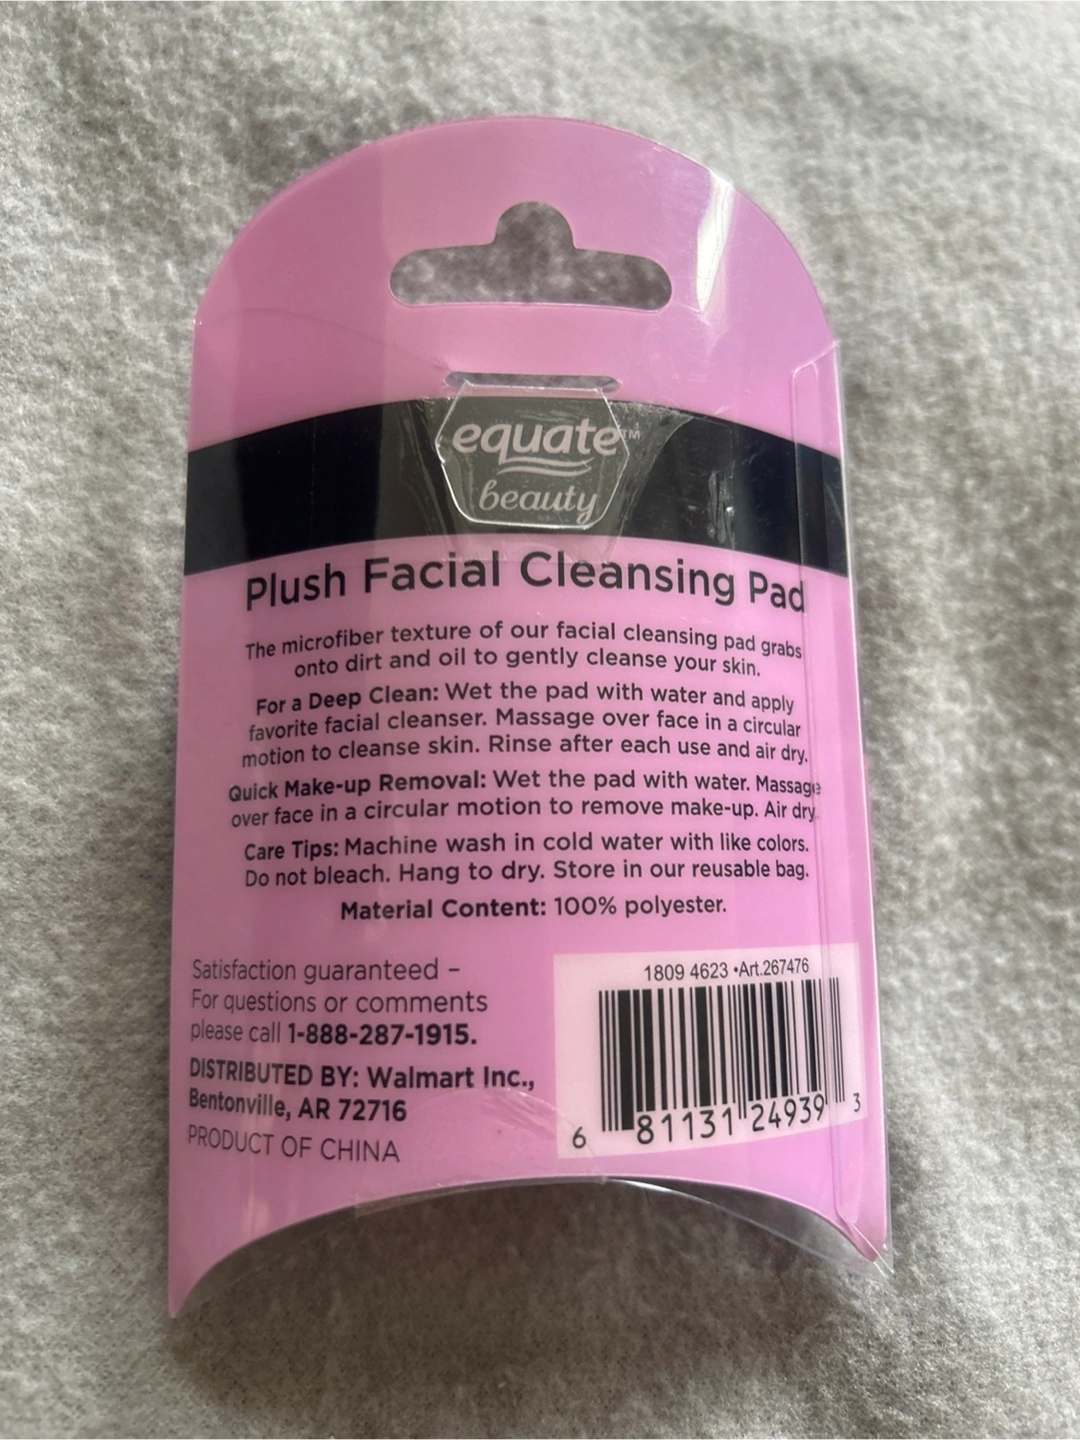 equate™
beauty
Plush Facial Cleansing Pad
The microfiber texture of our facial cleansing pad grabs
onto dirt and oil to gently cleanse your skin.
For a Deep Clean: Wet the pad with water and apply
favorite facial cleanser. Massage over face in a circular
motion to cleanse skin. Rinse after each use and air dry.
Quick Make-up Removal: Wet the pad with water. Massage
over face in a circular motion to remove make-up. Air dry
Care Tips: Machine wash in cold water with like colors.
Do not bleach. Hang to dry. Store in our reusable bag.
Material Content: 100% polyester.
Satisfaction guaranteed –
For questions or comments
please call 1-888-287-1915.
DISTRIBUTED BY: Walmart Inc.,
Bentonville, AR 72716
PRODUCT OF CHINA
1809 4623 •Art.267476
6 81131 24939 3